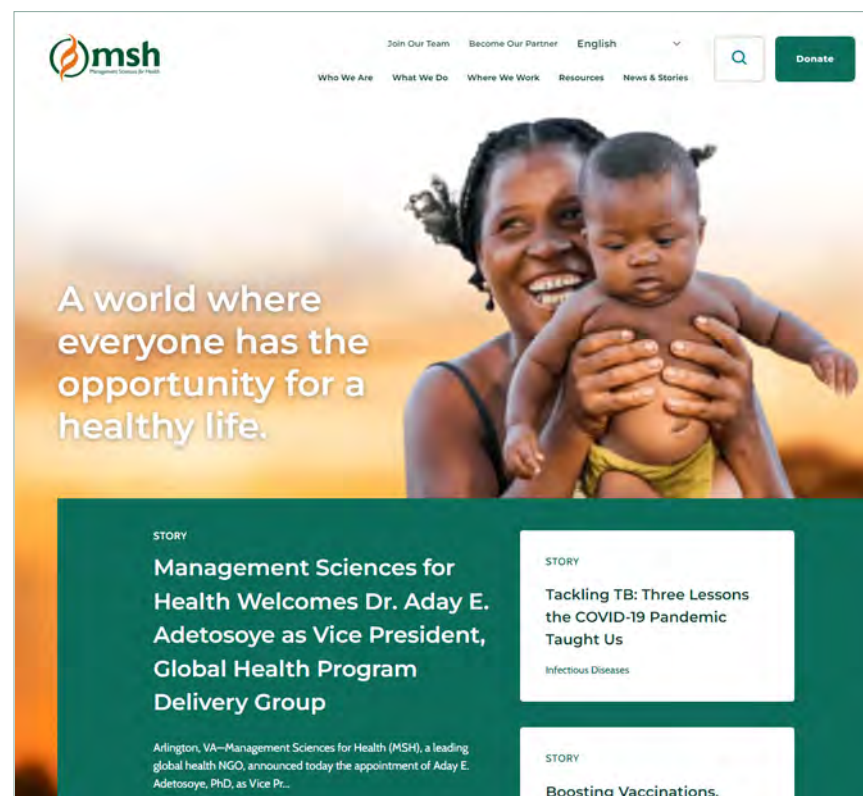 msh
Management Sciences for Health
Join Our Team
Become Our Partner
English
Donate
Who We Are
What We Do
Where We Work
Resources
News & Stories
A world where
everyone has the
opportunity for a
healthy life.
STORY
Management Sciences for
Health Welcomes Dr. Aday E.
Adetosoye as Vice President,
Global Health Program
Delivery Group
Arlington, VA—Management Sciences for Health (MSH), a leading
global health NGO, announced today the appointment of Aday E.
Adetosoye, PhD, as Vice Pr...
STORY
Tackling TB: Three Lessons
the COVID-19 Pandemic
Taught Us
Infectious Diseases
STORY
Boosting Vaccinations,